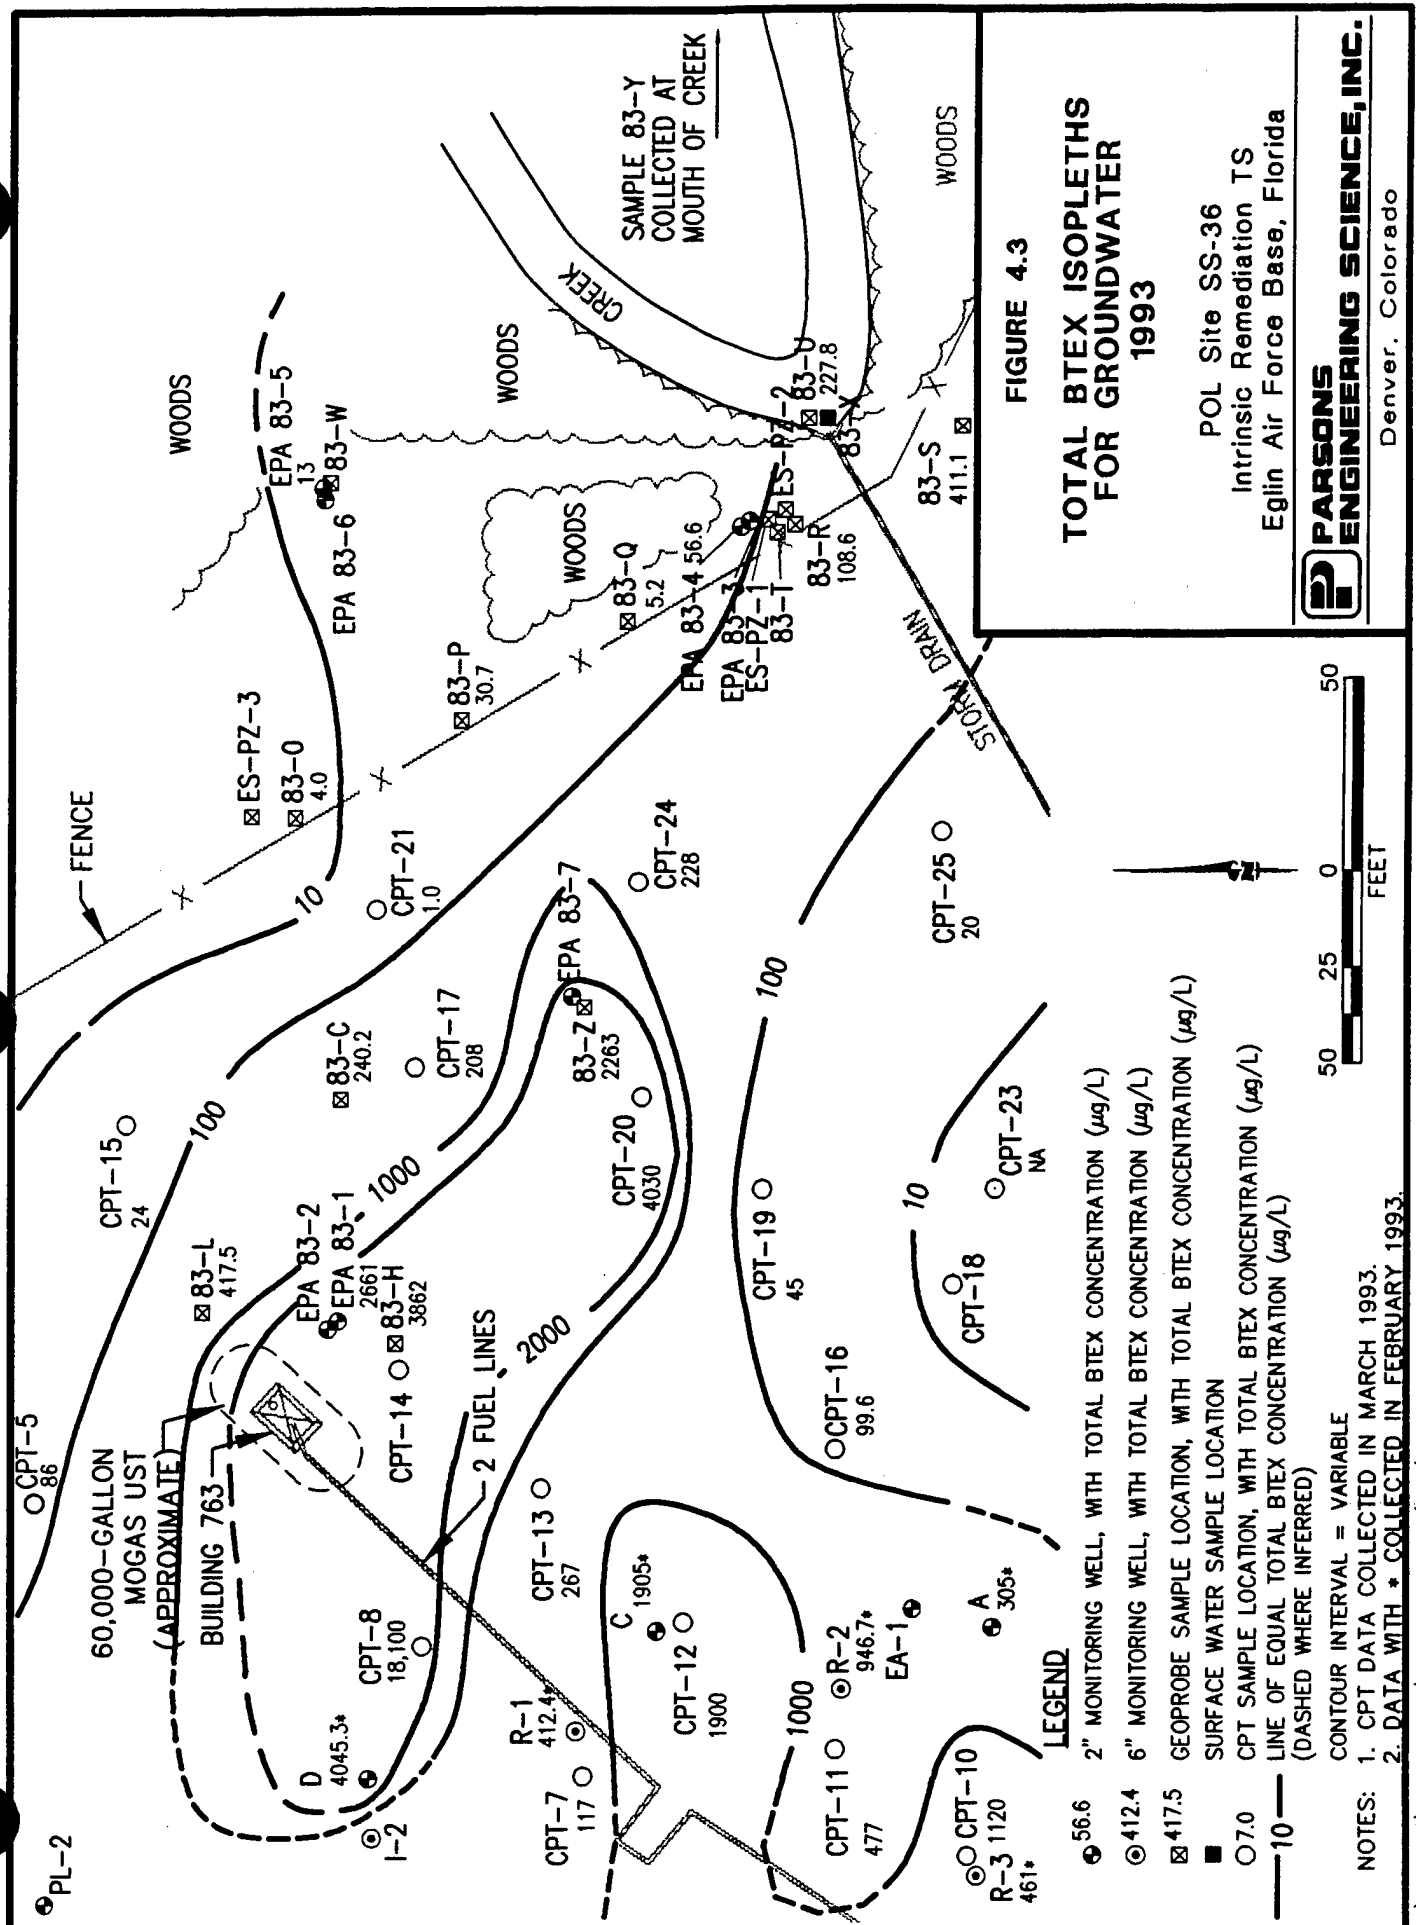 PL-2
CPT-5
86
60,000-GALLON
MOGAS UST
(APPROXIMATE)
BUILDING 763
CPT-15
24
100
83-L
417.5
FENCE
ES-PZ-3
83-O
4.0
10
CPT-21
1.0
WOODS
EPA 83-5
13
83-W
EPA 83-6
83-P
30.7
WOODS
WOODS
83-Q
5.2
CREEK
SAMPLE 83-Y
COLLECTED AT
MOUTH OF CREEK
D
4045.3*
I-2
CPT-8
18,100
CPT-14
EPA 83-2
EPA 83-1
2661
83-H
3862
1000
83-C
240.2
CPT-17
208
2 FUEL LINES
2000
EPA 83-7
83-Z
2263
CPT-20
4030
CPT-24
228
EPA 83-4 56.6
EPA 83-3
ES-PZ-1
83-T
83-R
108.6
ES-PZ-2
83-U
227.8
83-X
83-S
411.1
WOODS
STORM DRAIN
R-1
412.4*
CPT-7
117
CPT-13
267
C
1905*
CPT-12
1900
1000
R-2
946.7*
EA-1
A
305*
CPT-11
477
CPT-10
1120
R-3
461*
CPT-16
99.6
CPT-19
45
100
CPT-18
10
CPT-23
NA
CPT-25
20
N
50 25 0 50
FEET
LEGEND
56.6 2" MONITORING WELL, WITH TOTAL BTEX CONCENTRATION (µg/L)
412.4 6" MONITORING WELL, WITH TOTAL BTEX CONCENTRATION (µg/L)
417.5 GEOPROBE SAMPLE LOCATION, WITH TOTAL BTEX CONCENTRATION (µg/L)
SURFACE WATER SAMPLE LOCATION
7.0 CPT SAMPLE LOCATION, WITH TOTAL BTEX CONCENTRATION (µg/L)
10 LINE OF EQUAL TOTAL BTEX CONCENTRATION (µg/L)
(DASHED WHERE INFERRED)
CONTOUR INTERVAL = VARIABLE
NOTES: 1. CPT DATA COLLECTED IN MARCH 1993.
2. DATA WITH * COLLECTED IN FEBRUARY 1993.
FIGURE 4.3
TOTAL BTEX ISOPLETHS
FOR GROUNDWATER
1993
POL Site SS-36
Intrinsic Remediation TS
Eglin Air Force Base, Florida
PARSONS
ENGINEERING SCIENCE, INC.
Denver, Colorado